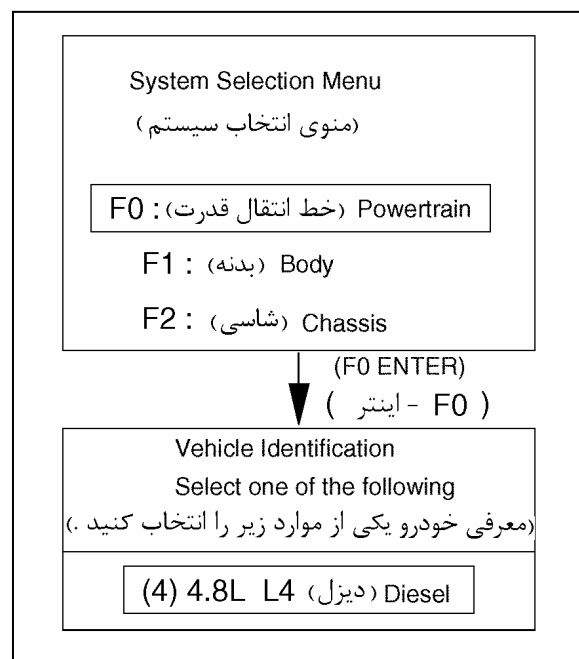 System Selection Menu
(منوی انتخاب سیستم)
F0 : (خط انتقال قدرت) Powertrain
F1 : (بدنه) Body
F2 : (شاسی) Chassis
(F0 ENTER)
( F0 - اینتر )
Vehicle Identification
Select one of the following
(معرفی خودرو یکی از موارد زیر را انتخاب کنید .)
(4) 4.8L L4 (دیزل) Diesel